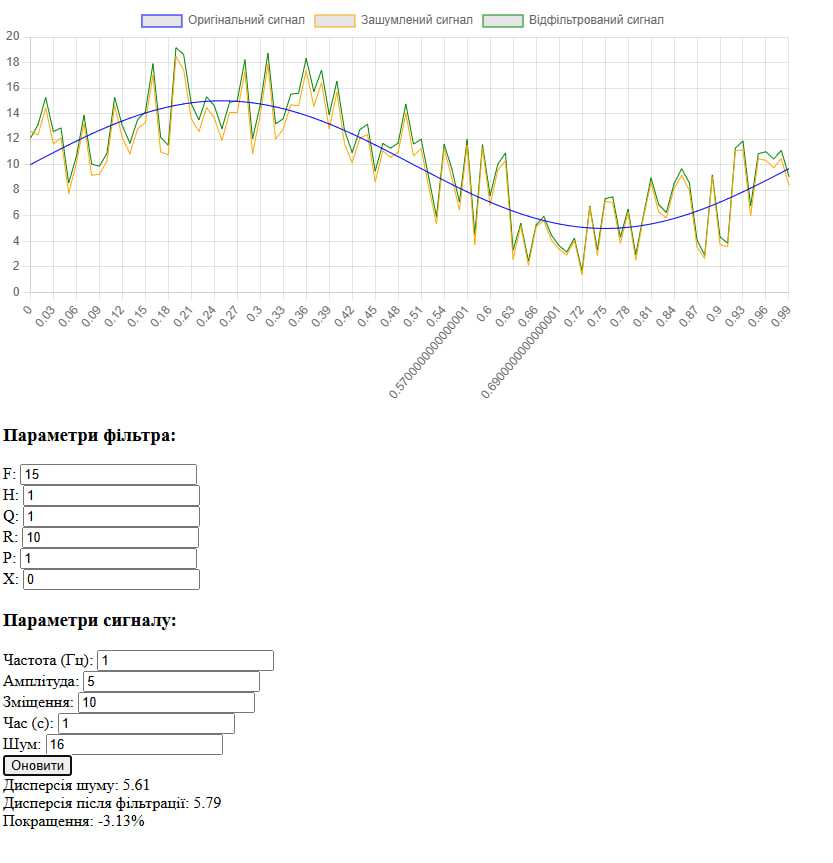 Оригінальний сигнал Зашумлений сигнал Відфільтрований сигнал
20
18
16
14
12
10
8
6
4
2
0
0 0.03 0.06 0.09 0.12 0.15 0.18 0.21 0.24 0.27 0.3 0.33 0.36 0.39 0.42 0.45 0.48 0.51 0.54 0.5700000000000001 0.6 0.63 0.66 0.6900000000000001 0.72 0.75 0.78 0.81 0.84 0.87 0.9 0.93 0.96 0.99
Параметри фільтра:
F: 15
H: 1
Q: 1
R: 10
P: 1
X: 0
Параметри сигналу:
Частота (Гц): 1
Амплітуда: 5
Зміщення: 10
Час (с): 1
Шум: 16
Оновити
Дисперсія шуму: 5.61
Дисперсія після фільтрації: 5.79
Покращення: -3.13%